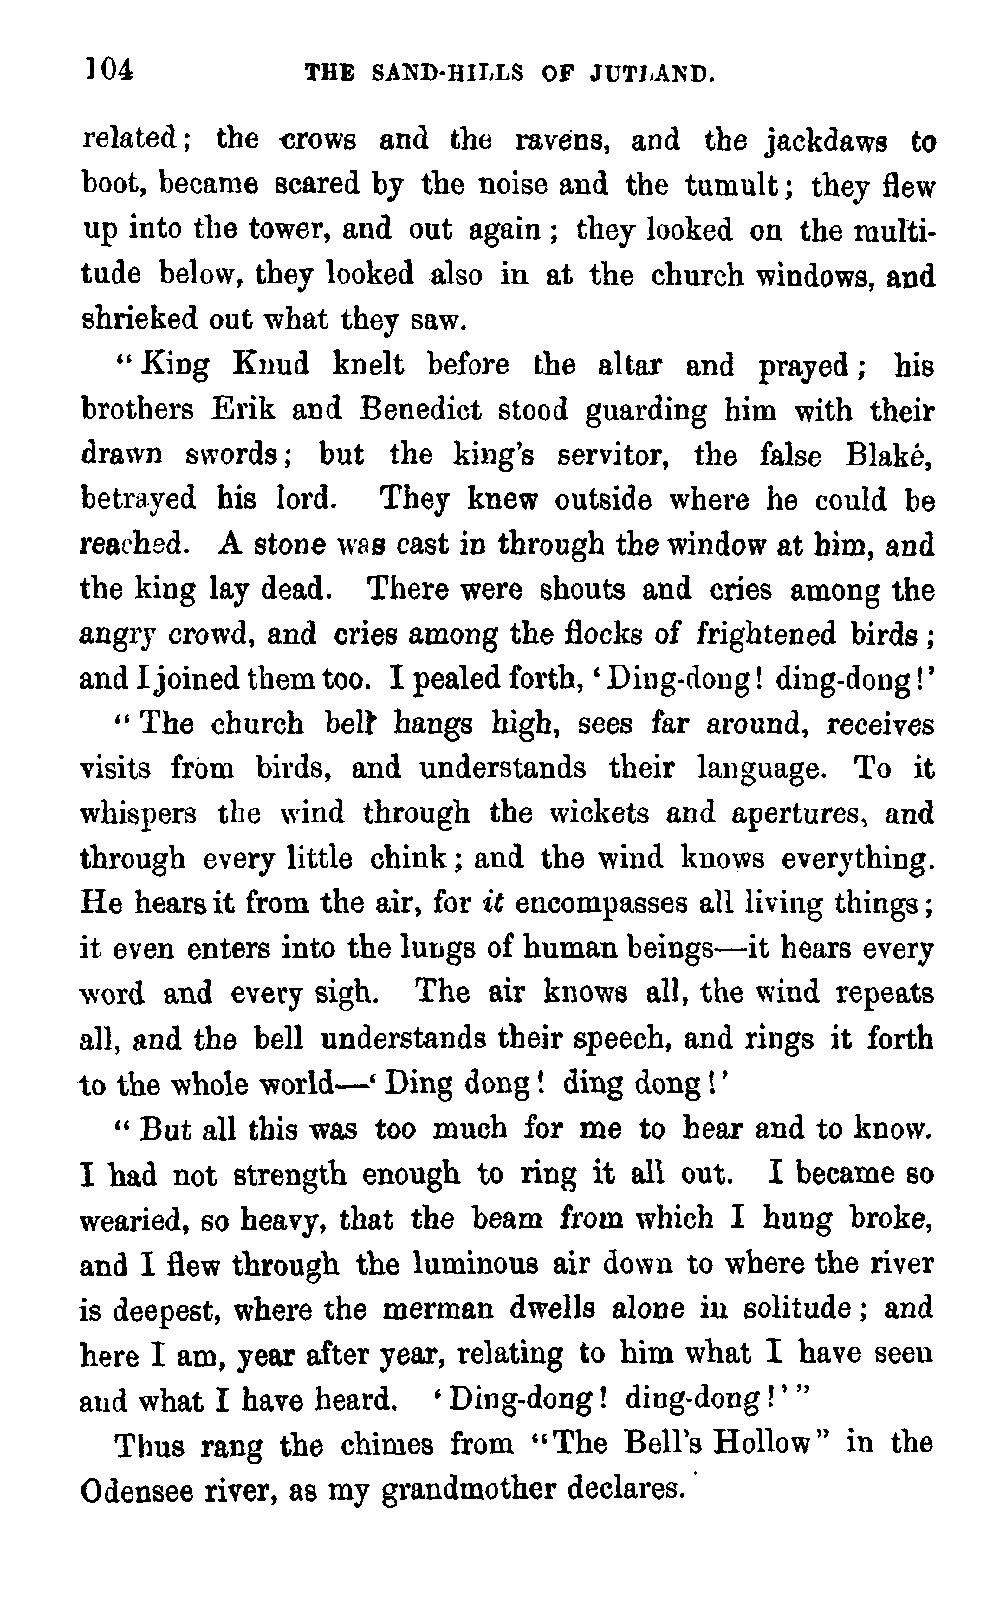 104 THE SAND-HILLS OF JUTLAND.
related; the crows and the ravens, and the jackdaws to
boot, became scared by the noise and the tumult; they flew
up into the tower, and out again; they looked on the multi-
tude below, they looked also in at the church windows, and
shrieked out what they saw.
“King Knud knelt before the altar and prayed; his
brothers Erik and Benedict stood guarding him with their
drawn swords; but the king's servitor, the false Blaké,
betrayed his lord. They knew outside where he could be
reached. A stone was cast in through the window at him, and
the king lay dead. There were shouts and cries among the
angry crowd, and cries among the flocks of frightened birds;
and I joined them too. I pealed forth, ‘Ding-dong! ding-dong!’
“The church bell hangs high, sees far around, receives
visits from birds, and understands their language. To it
whispers the wind through the wickets and apertures, and
through every little chink; and the wind knows everything.
He hears it from the air, for it encompasses all living things;
it even enters into the lungs of human beings—it hears every
word and every sigh. The air knows all, the wind repeats
all, and the bell understands their speech, and rings it forth
to the whole world—‘Ding dong! ding dong!’
“But all this was too much for me to hear and to know.
I had not strength enough to ring it all out. I became so
wearied, so heavy, that the beam from which I hung broke,
and I flew through the luminous air down to where the river
is deepest, where the merman dwells alone in solitude; and
here I am, year after year, relating to him what I have seen
and what I have heard. ‘Ding-dong! ding-dong!’”
Thus rang the chimes from “The Bell's Hollow” in the
Odensee river, as my grandmother declares.